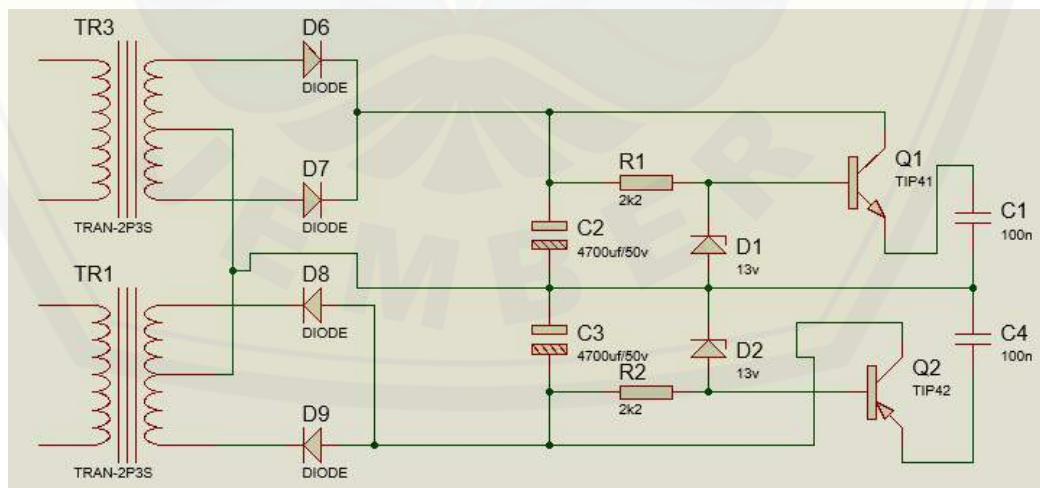 TR3
TRAN-2P3S
D6
DIODE
D7
DIODE
R1
2k2
Q1
TIP41
C2
4700uf/50v
D1
13v
C1
100n
TR1
TRAN-2P3S
D8
DIODE
D9
DIODE
C3
4700uf/50v
D2
13v
R2
2k2
Q2
TIP42
C4
100n
EMBER